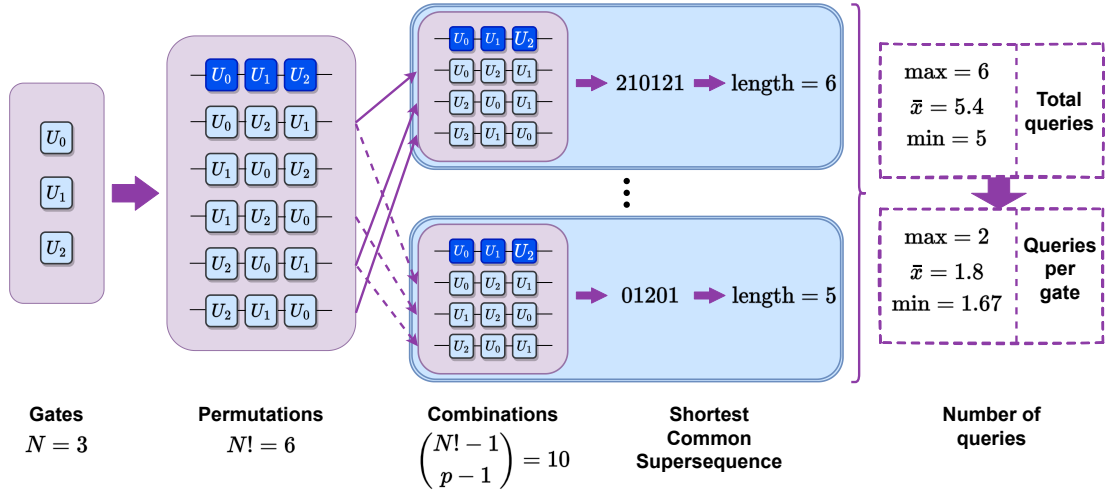 U₀
U₁
U₂
Gates
N = 3
U₀ U₁ U₂
U₀ U₂ U₁
U₁ U₀ U₂
U₁ U₂ U₀
U₂ U₀ U₁
U₂ U₁ U₀
Permutations
N! = 6
U₀ U₁ U₂
U₀ U₂ U₁
U₂ U₀ U₁
U₂ U₁ U₀
210121
length = 6
⋮
U₀ U₁ U₂
U₀ U₂ U₁
U₁ U₂ U₀
U₂ U₀ U₁
01201
length = 5
Combinations
(N! − 1
p − 1) = 10
Shortest
Common
Supersequence
max = 6
x̄ = 5.4
min = 5
Total
queries
max = 2
x̄ = 1.8
min = 1.67
Queries
per
gate
Number of
queries